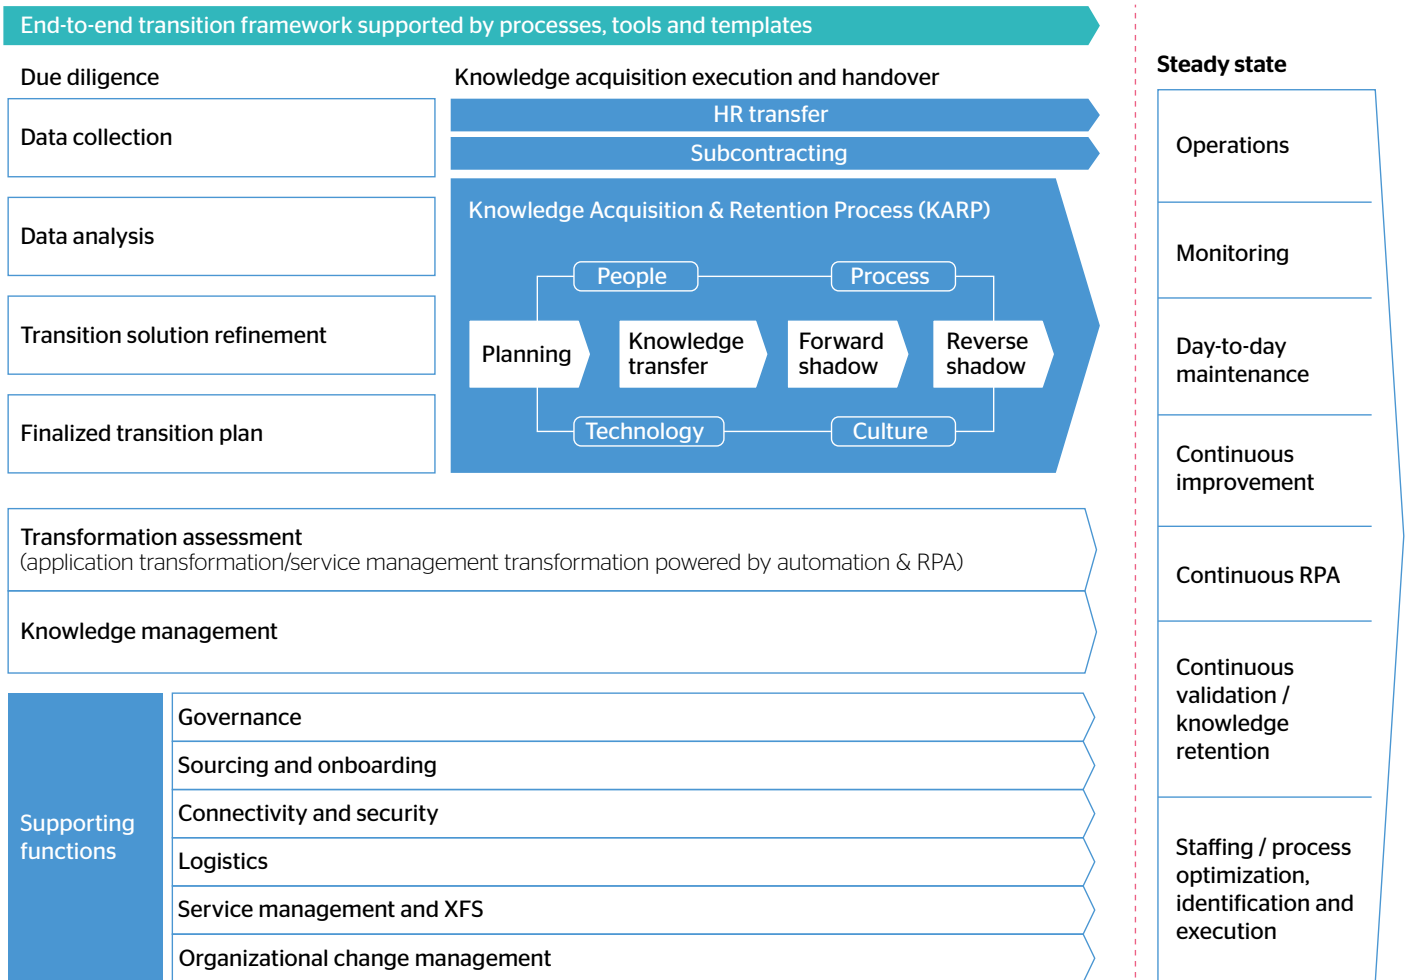 End-to-end transition framework supported by processes, tools and templates
Due diligence
Data collection
Data analysis
Transition solution refinement
Finalized transition plan
Knowledge acquisition execution and handover
HR transfer
Subcontracting
Knowledge Acquisition & Retention Process (KARP)
People
Process
Planning
Knowledge
transfer
Forward
shadow
Reverse
shadow
Technology
Culture
Transformation assessment
(application transformation/service management transformation powered by automation & RPA)
Knowledge management
Supporting
functions
Governance
Sourcing and onboarding
Connectivity and security
Logistics
Service management and XFS
Organizational change management
Steady state
Operations
Monitoring
Day-to-day
maintenance
Continuous
improvement
Continuous RPA
Continuous
validation /
knowledge
retention
Staffing / process
optimization,
identification and
execution